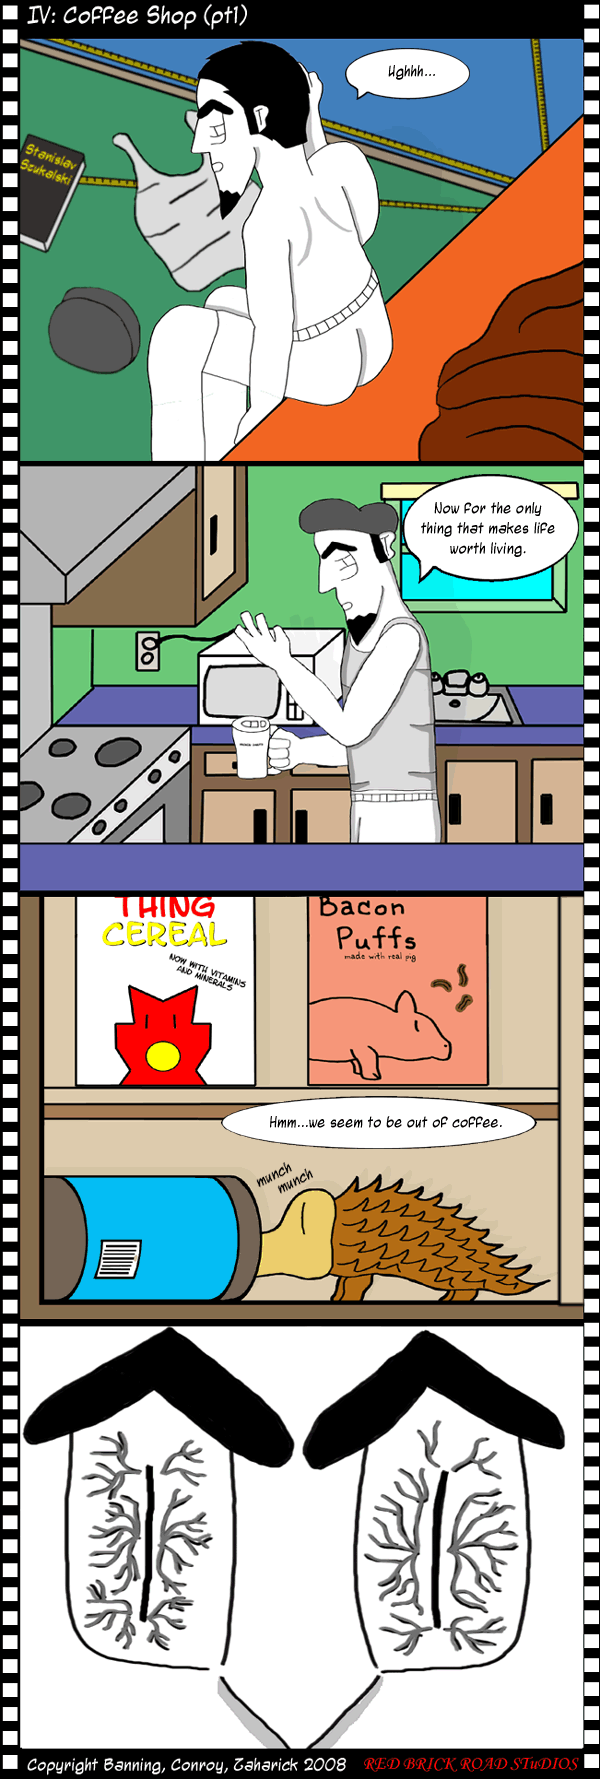 IV: Coffee Shop (pt1)
Ughhh...
Stanislav
Szukalski
Now for the only
thing that makes life
worth living.
THING
CEREAL
NOW WITH VITAMINS
AND MINERALS
Bacon
Puffs
made with real pig
Hmm...we seem to be out of coffee.
munch
munch
Copyright Banning, Conroy, Zaharick 2008
RED BRICK ROAD STUDIOS